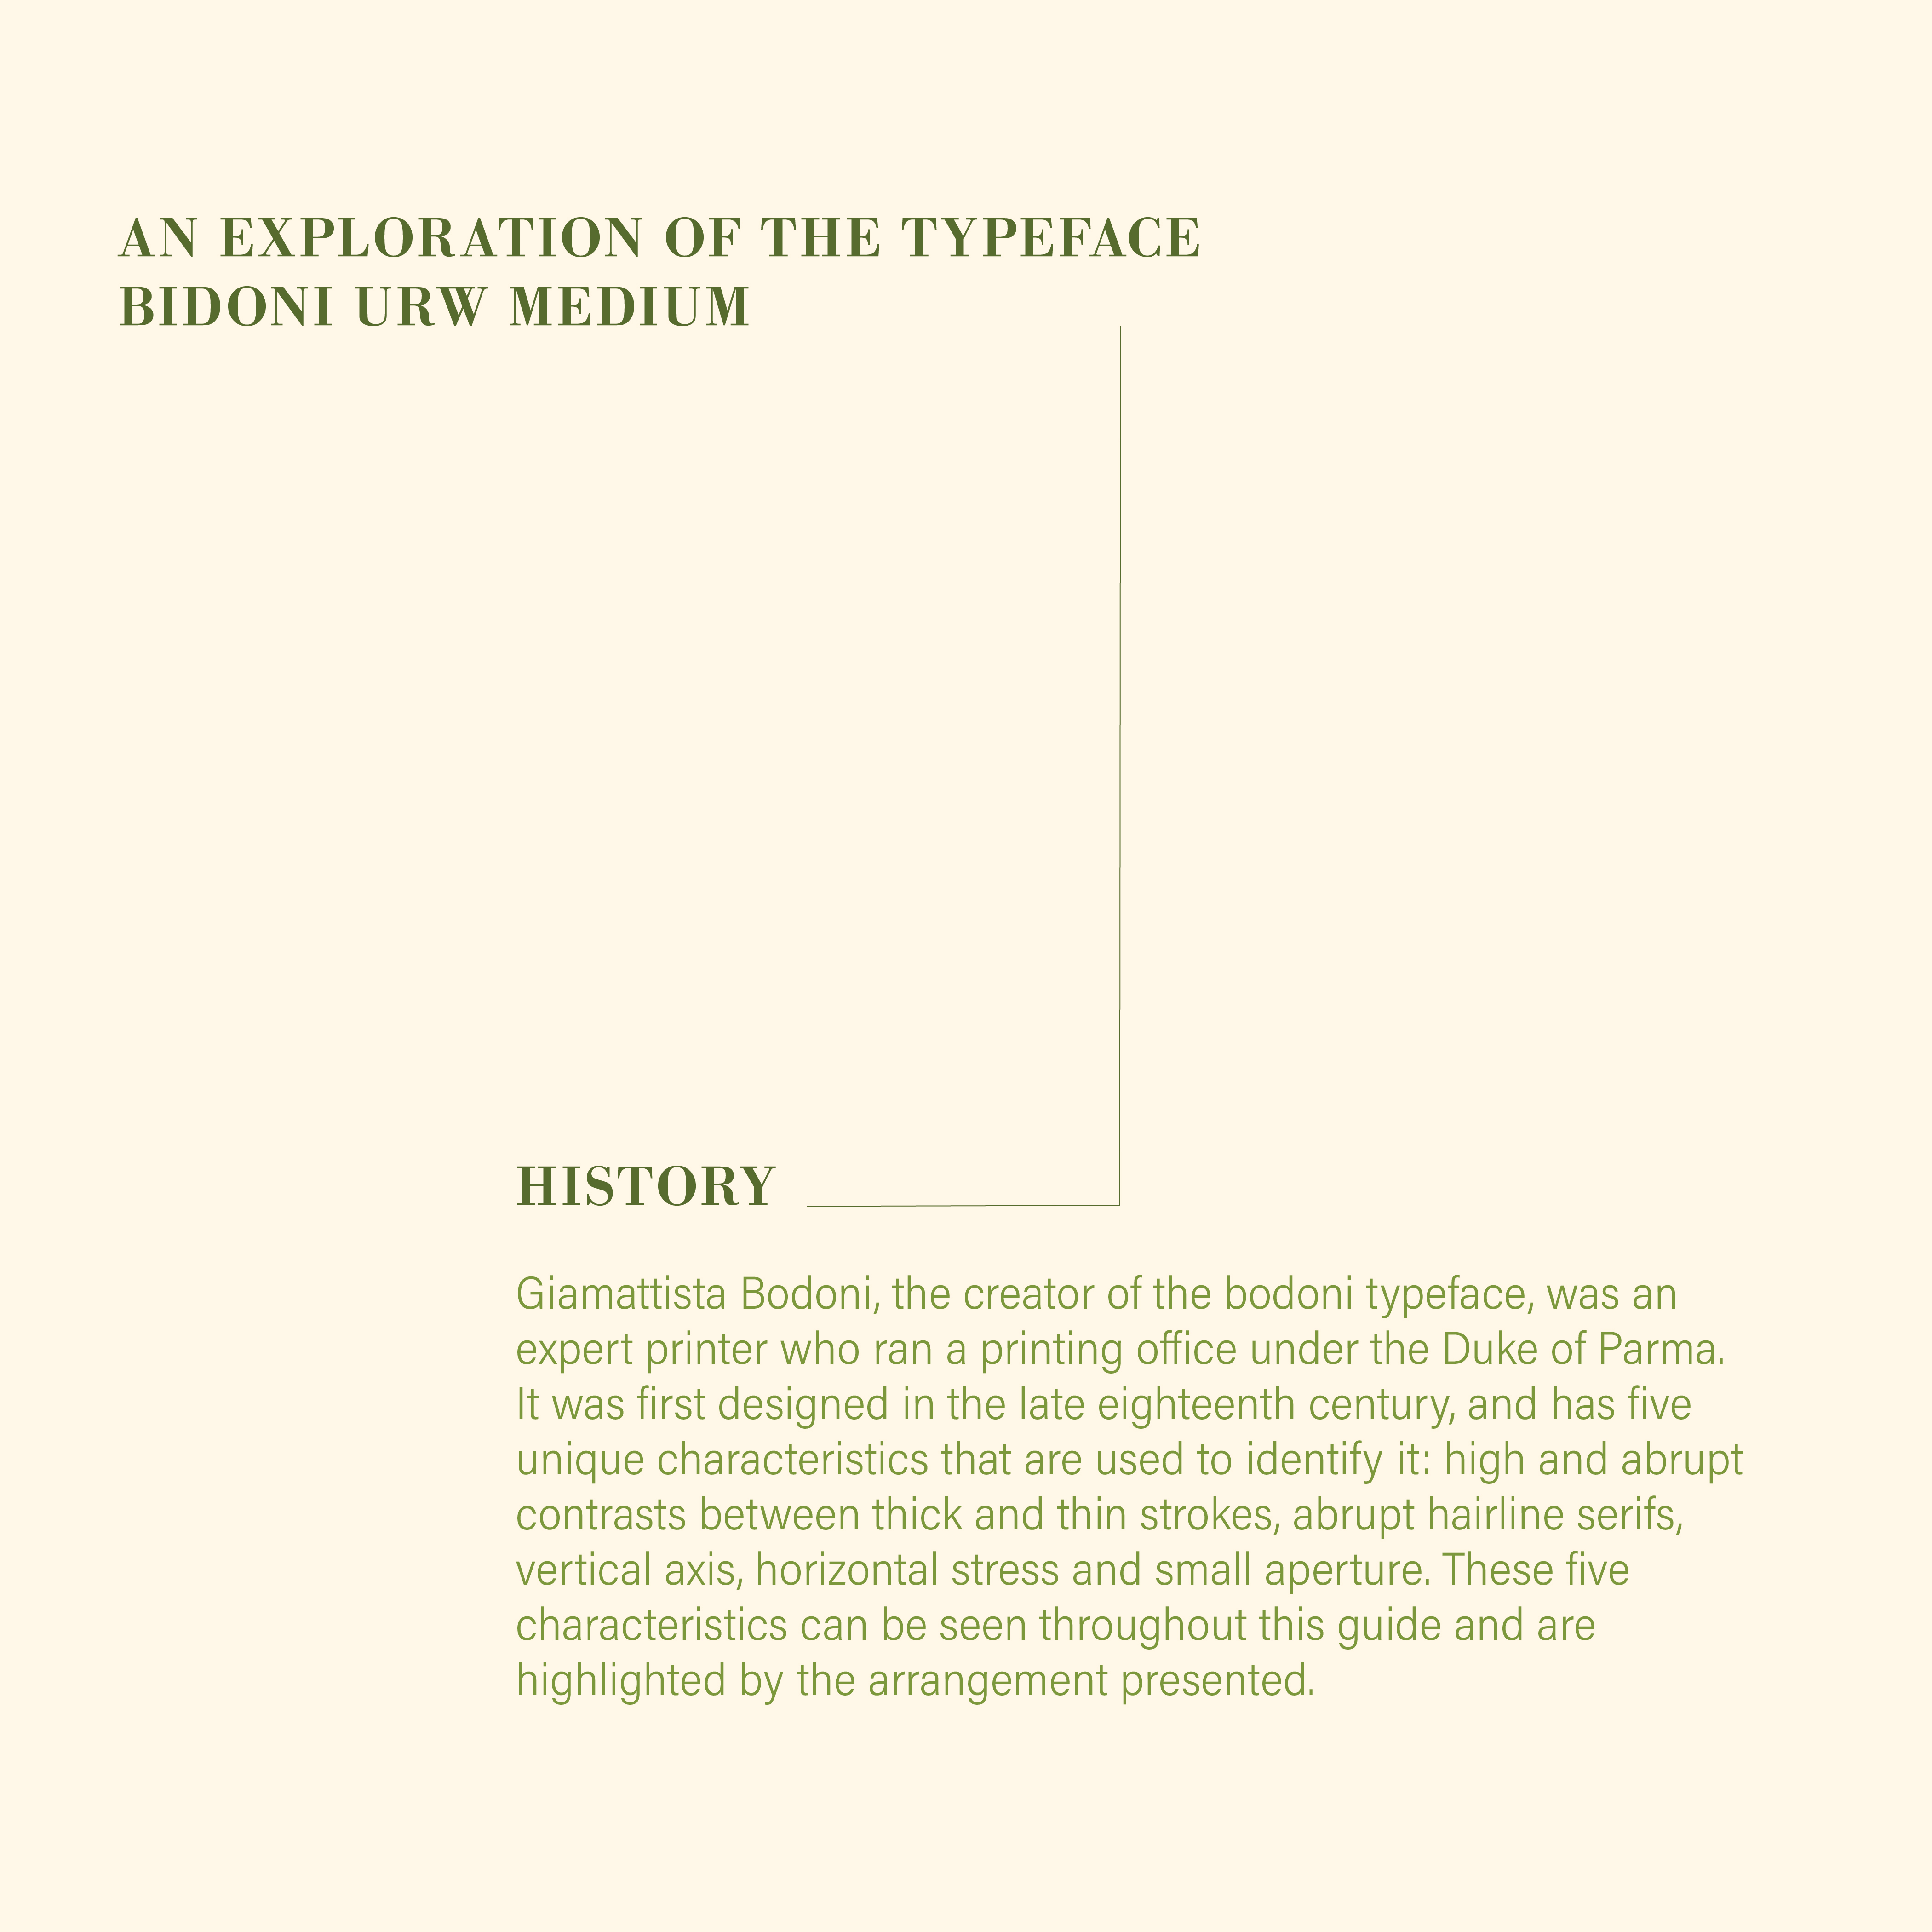 AN EXPLORATION OF THE TYPEFACE
BIDONI URW MEDIUM
HISTORY
Giamattista Bodoni, the creator of the bodoni typeface, was an
expert printer who ran a printing office under the Duke of Parma.
It was first designed in the late eighteenth century, and has five
unique characteristics that are used to identify it: high and abrupt
contrasts between thick and thin strokes, abrupt hairline serifs,
vertical axis, horizontal stress and small aperture. These five
characteristics can be seen throughout this guide and are
highlighted by the arrangement presented.